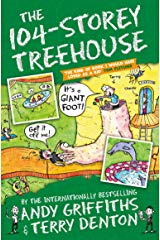 THE
104-STOREY
TREEHOUSE
It's a
GIANT
FOOT!
Terry
Get it
off me!
BY THE INTERNATIONALLY BESTSELLING
ANDY GRIFFITHS
& TERRY DENTON